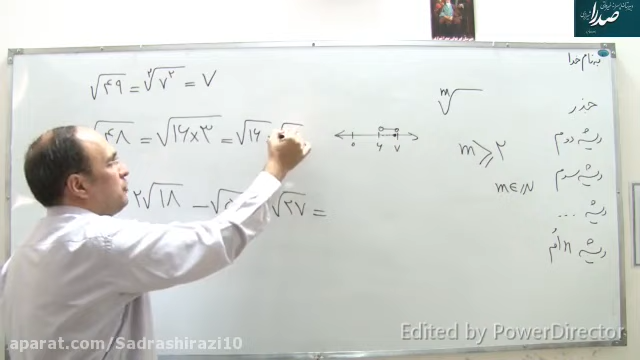 به نام خدا
جذر
ریشه دوم
ریشه سوم
ریشه ...
ریشه nاُم
m√
m ≥ ۲
m ∈ N
√۴۹ = ²√۷² = ۷
√۴۸ = √۱۶×۳ = √۱۶
۰ ۶ ۷
۲√۱۸ − √ √۲۷ =
صدرا
Edited by PowerDirector
aparat.com/Sadrashirazi10